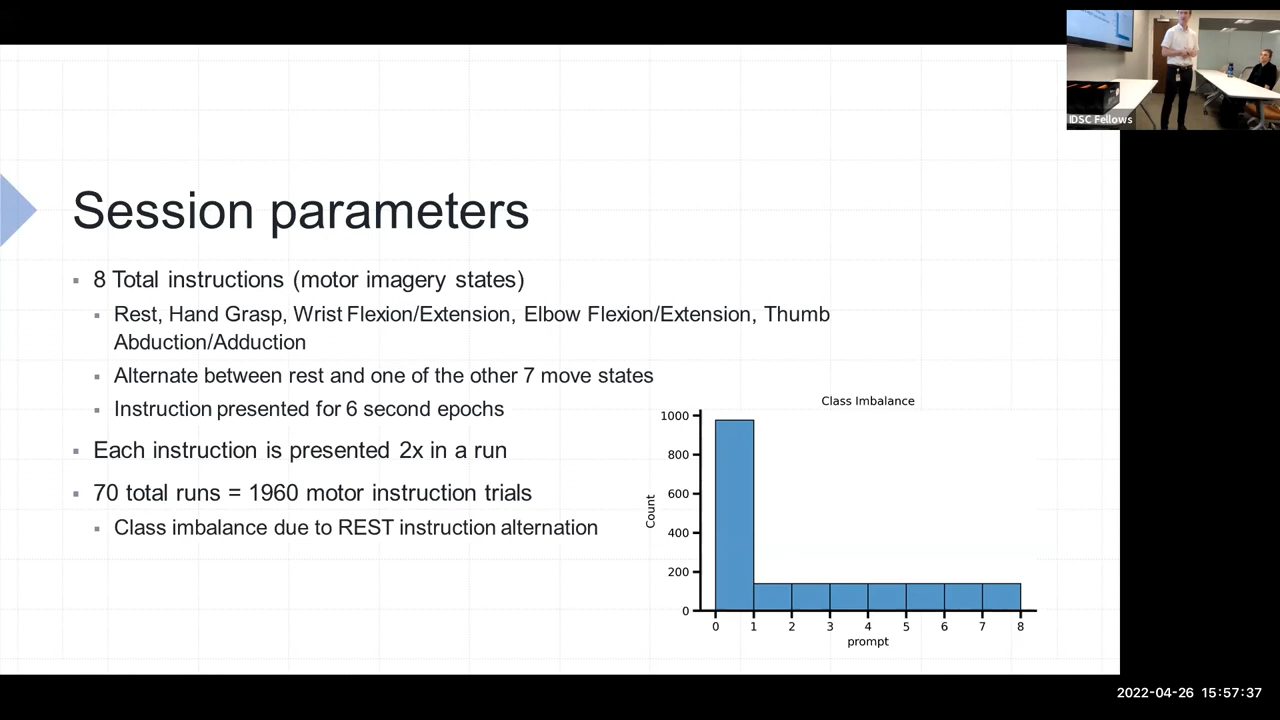 IDSC Fellows
Session parameters
8 Total instructions (motor imagery states)
Rest, Hand Grasp, Wrist Flexion/Extension, Elbow Flexion/Extension, Thumb
Abduction/Adduction
Alternate between rest and one of the other 7 move states
Instruction presented for 6 second epochs
Each instruction is presented 2x in a run
70 total runs = 1960 motor instruction trials
Class imbalance due to REST instruction alternation
Class Imbalance
1000
800
600
400
200
0
Count
0 1 2 3 4 5 6 7 8
prompt
2022-04-26 15:57:37